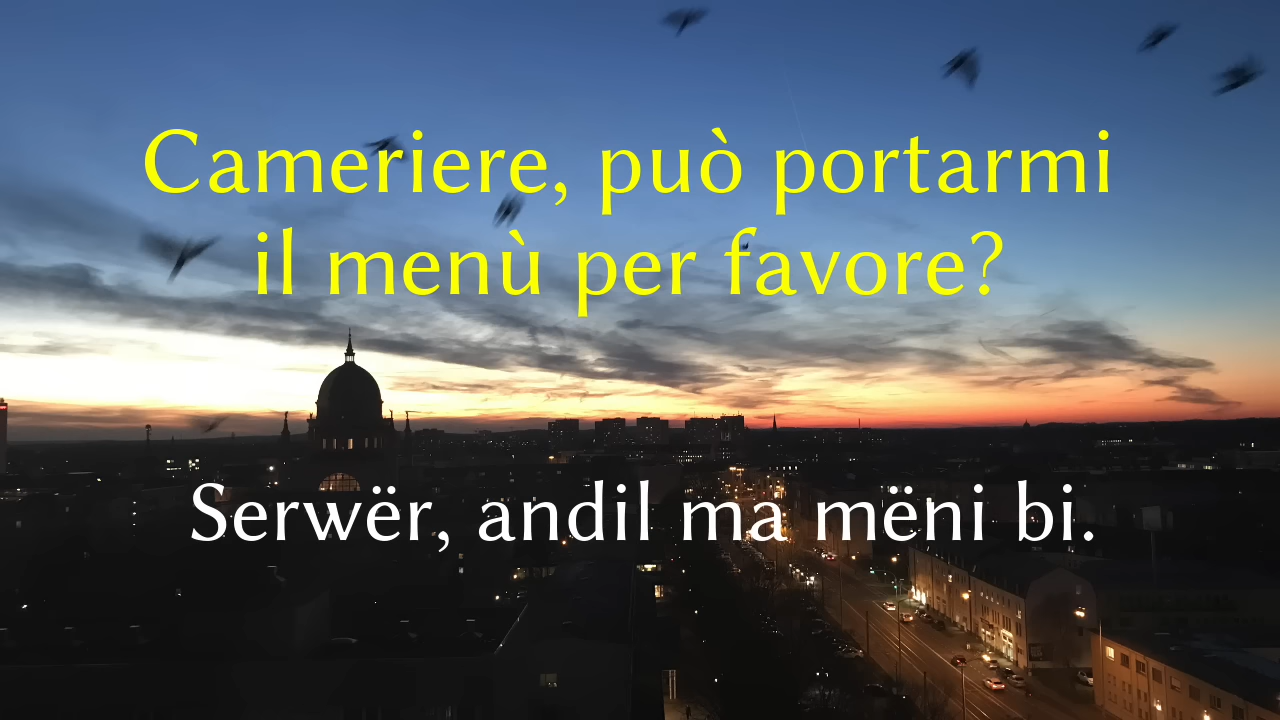 Cameriere, può portarmi
il menù per favore?
Serwër, andil ma mëni bi.